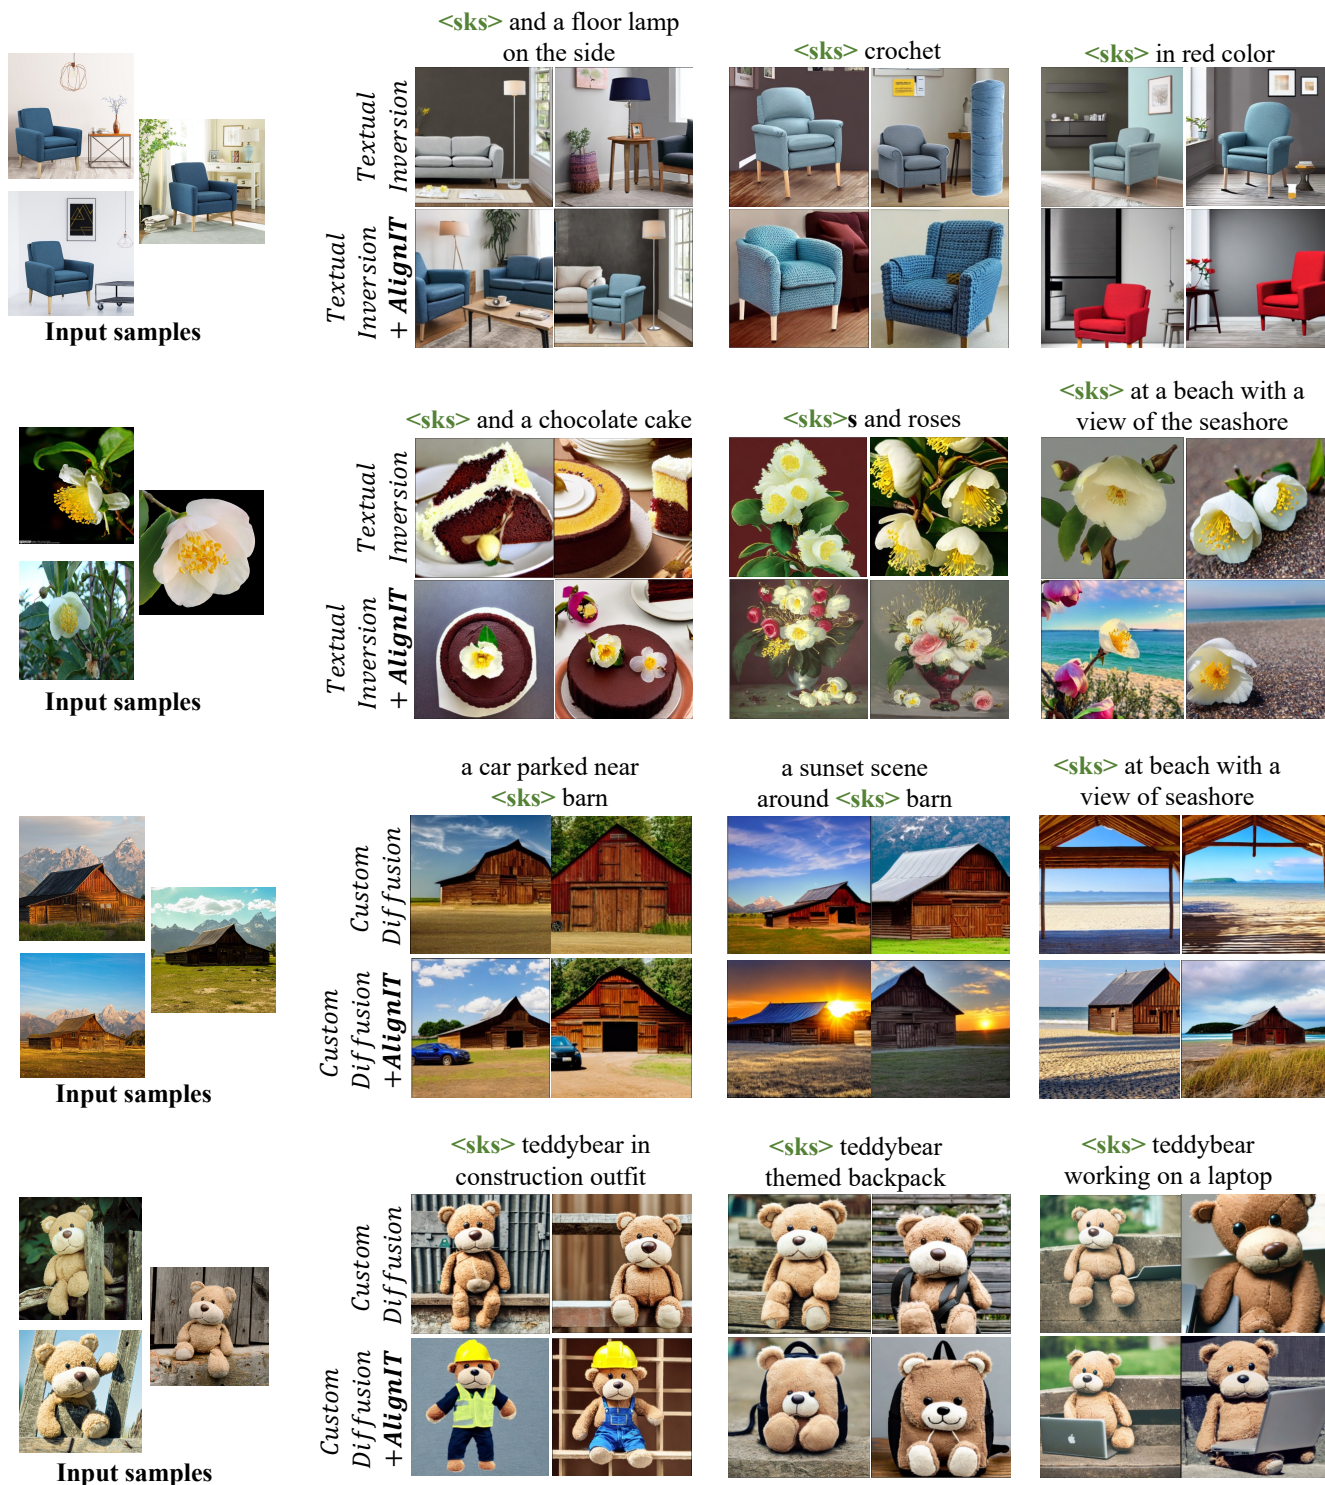 <sks> and a floor lamp
on the side
<sks> crochet
<sks> in red color
Textual
Inversion
Textual
Inversion
+ AlignIT
Input samples
<sks> and a chocolate cake
<sks>s and roses
<sks> at a beach with a
view of the seashore
Textual
Inversion
Textual
Inversion
+ AlignIT
Input samples
a car parked near
<sks> barn
a sunset scene
around <sks> barn
<sks> at beach with a
view of seashore
Custom
Diffusion
Custom
Diffusion
+AlignIT
Input samples
<sks> teddybear in
construction outfit
<sks> teddybear
themed backpack
<sks> teddybear
working on a laptop
Custom
Diffusion
Custom
Diffusion
+AlignIT
Input samples